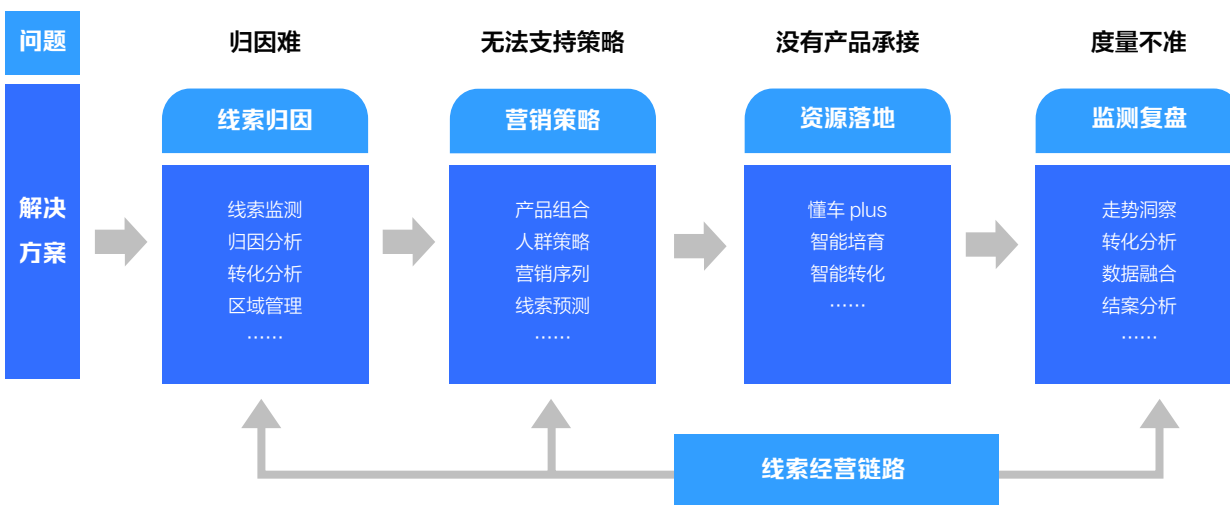 问题
归因难
无法支持策略
没有产品承接
度量不准
解决
方案
线索归因
线索监测
归因分析
转化分析
区域管理
……
营销策略
产品组合
人群策略
营销序列
线索预测
……
资源落地
懂车 plus
智能培育
智能转化
……
监测复盘
走势洞察
转化分析
数据融合
结案分析
……
线索经营链路